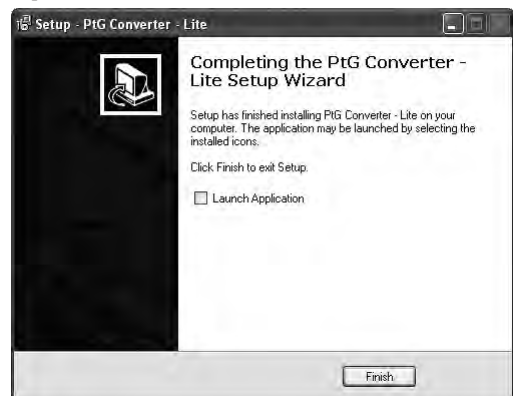 Setup - PtG Converter - Lite
Completing the PtG Converter -
Lite Setup Wizard
Setup has finished installing PtG Converter - Lite on your
computer. The application may be launched by selecting the
installed icons.
Click Finish to exit Setup.
Launch Application
Finish